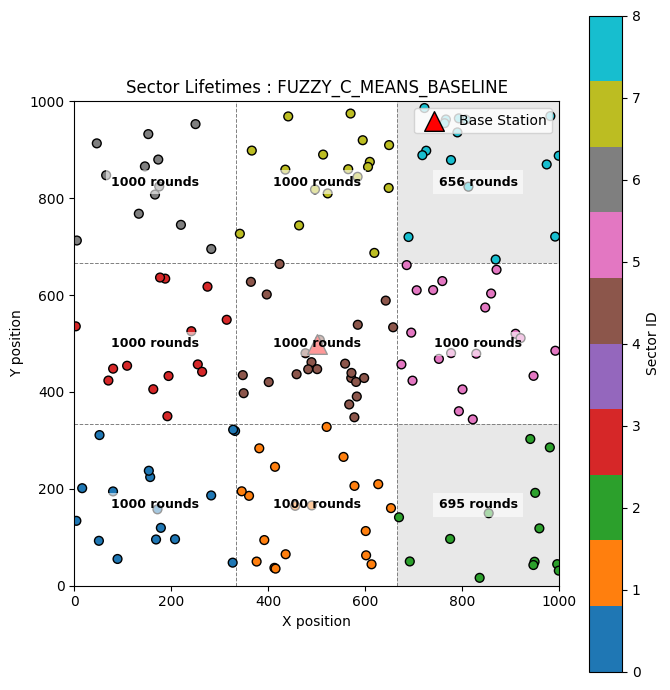 Sector Lifetimes : FUZZY_C_MEANS_BASELINE
Base Station
1000 rounds
1000 rounds
656 rounds
1000 rounds
1000 rounds
1000 rounds
1000 rounds
1000 rounds
695 rounds
1000
800
600
400
200
0
Y position
0
200
400
600
800
1000
X position
8
7
6
5
4
3
2
1
0
Sector ID